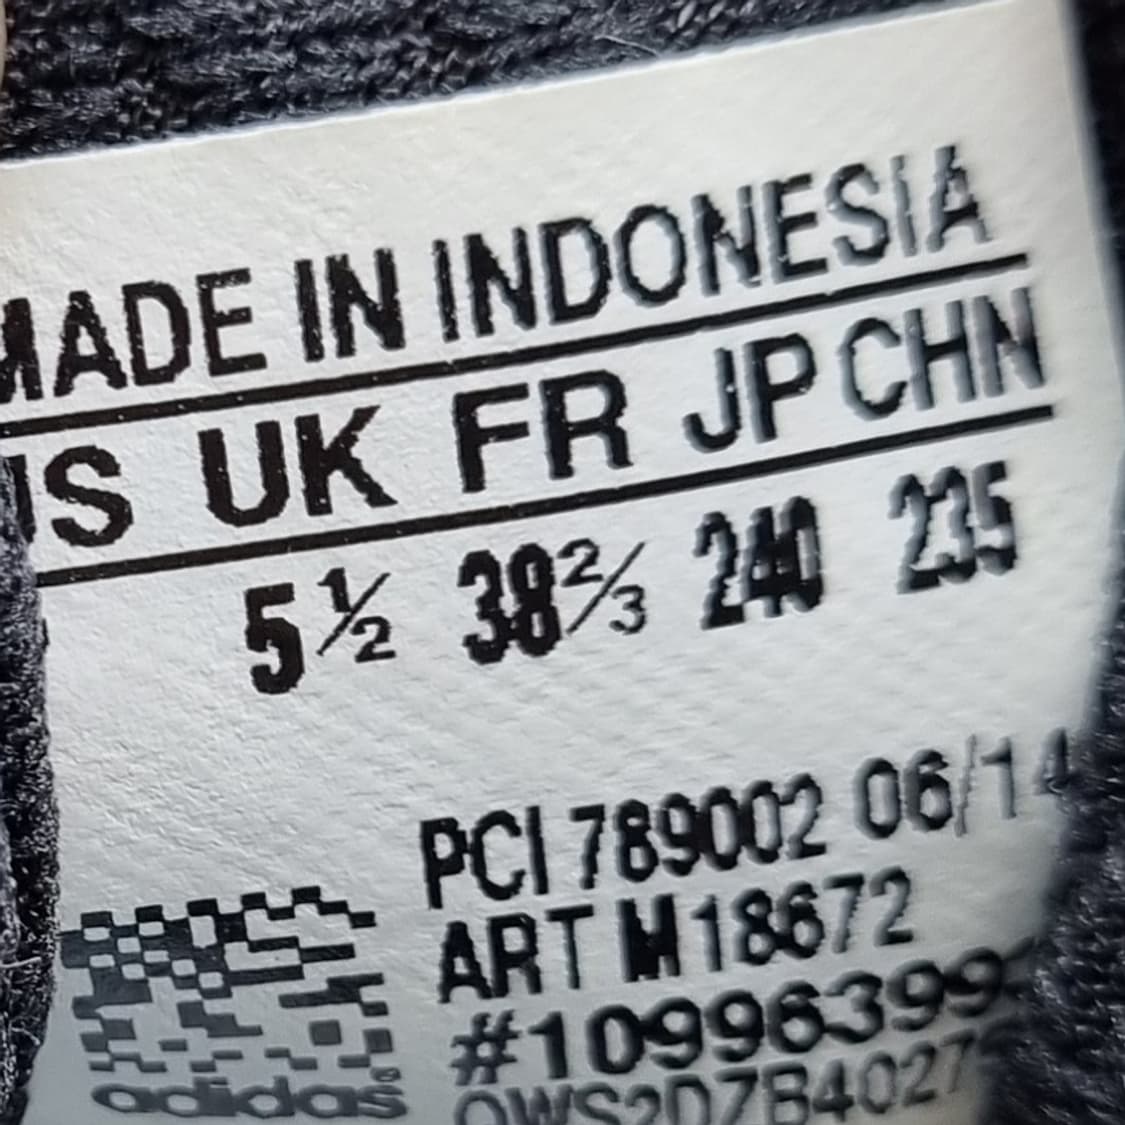 MADE IN INDONESIA
US UK FR JP CHN
5½ 38⅔ 240 235
PCI 789002 06/14
ART M18672
#10996399
adidas